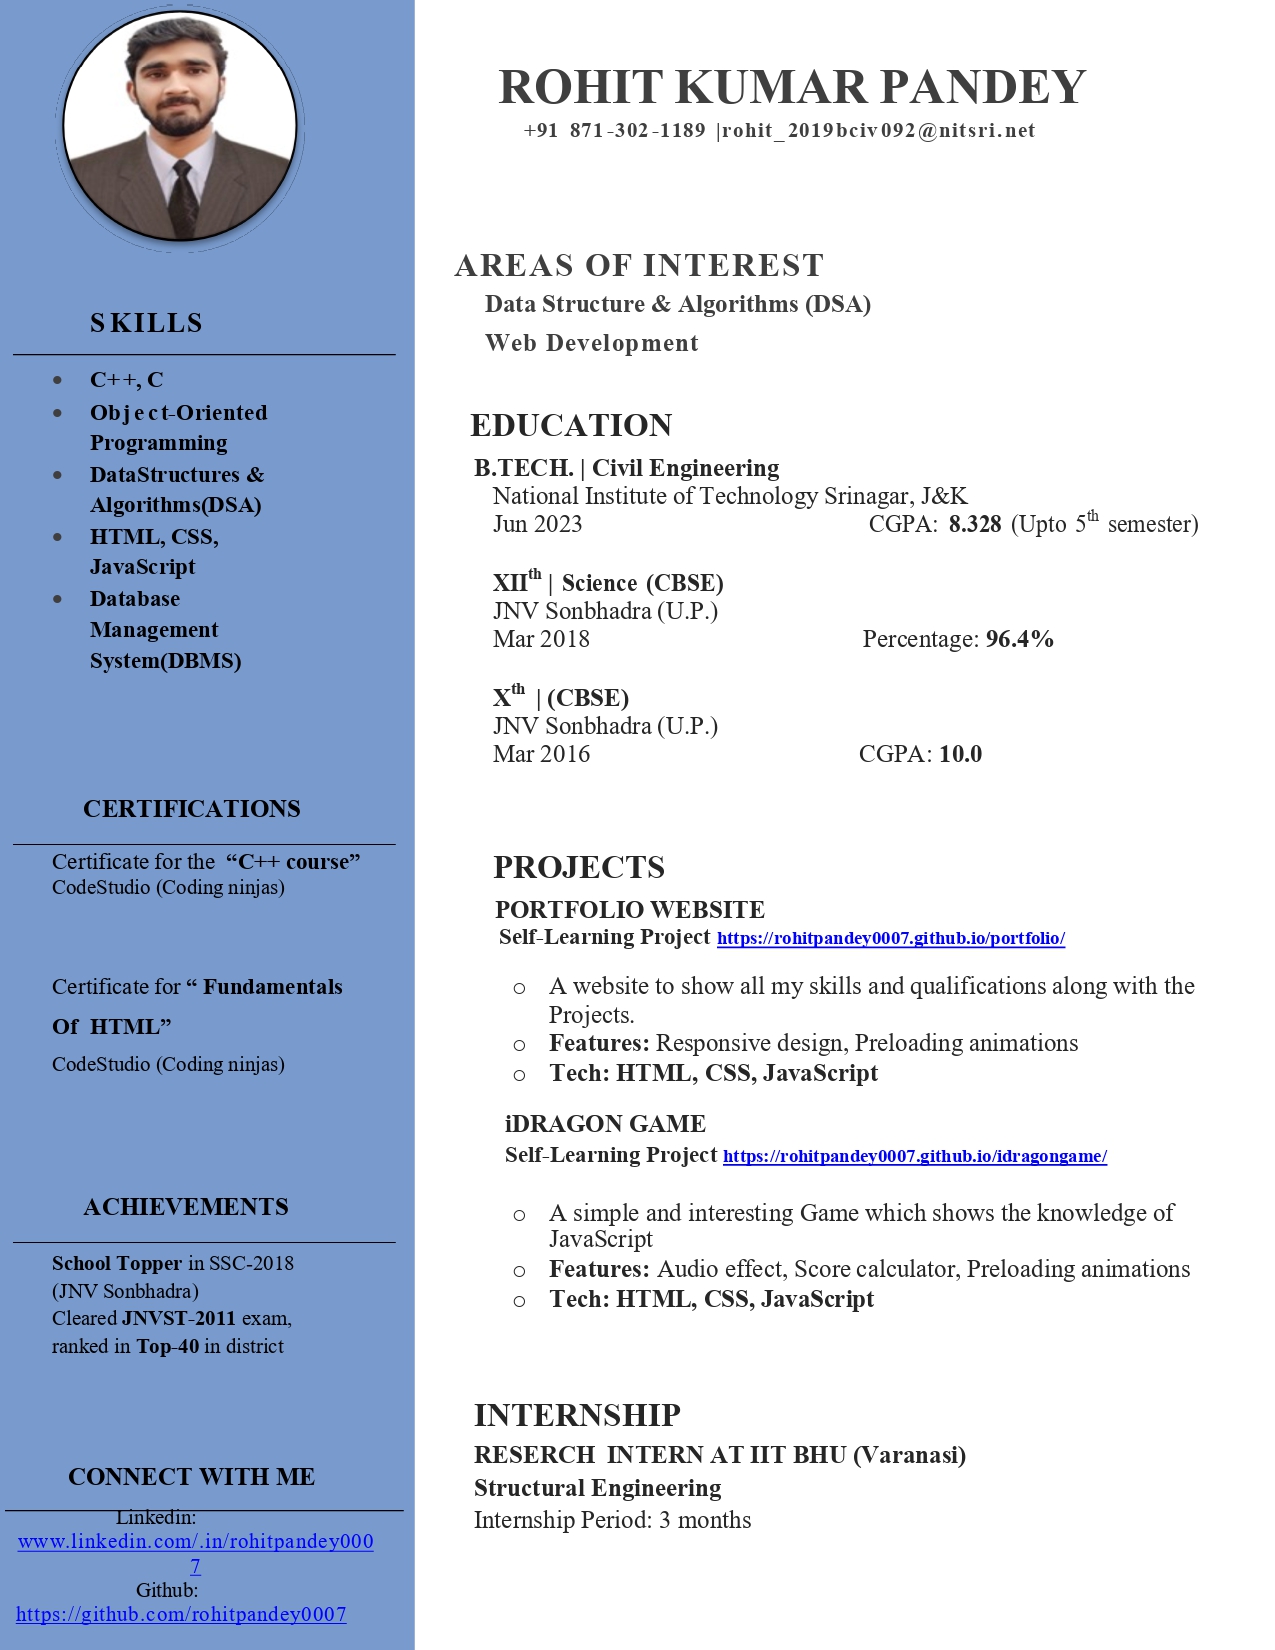 ROHIT KUMAR PANDEY
+91 871-302-1189 |rohit_2019bciv092@nitsri.net
SKILLS
• C++, C
• Object-Oriented
Programming
• DataStructures &
Algorithms(DSA)
• HTML, CSS,
JavaScript
• Database
Management
System(DBMS)
CERTIFICATIONS
Certificate for the “C++ course”
CodeStudio (Coding ninjas)
Certificate for “ Fundamentals
Of HTML”
CodeStudio (Coding ninjas)
ACHIEVEMENTS
School Topper in SSC-2018
(JNV Sonbhadra)
Cleared JNVST-2011 exam,
ranked in Top-40 in district
CONNECT WITH ME
Linkedin:
www.linkedin.com/.in/rohitpandey000
7
Github:
https://github.com/rohitpandey0007
AREAS OF INTEREST
Data Structure & Algorithms (DSA)
Web Development
EDUCATION
B.TECH. | Civil Engineering
National Institute of Technology Srinagar, J&K
Jun 2023 CGPA: 8.328 (Upto 5th semester)
XIIth | Science (CBSE)
JNV Sonbhadra (U.P.)
Mar 2018 Percentage: 96.4%
Xth | (CBSE)
JNV Sonbhadra (U.P.)
Mar 2016 CGPA: 10.0
PROJECTS
PORTFOLIO WEBSITE
Self-Learning Project https://rohitpandey0007.github.io/portfolio/
o A website to show all my skills and qualifications along with the
Projects.
o Features: Responsive design, Preloading animations
o Tech: HTML, CSS, JavaScript
iDRAGON GAME
Self-Learning Project https://rohitpandey0007.github.io/idragongame/
o A simple and interesting Game which shows the knowledge of
JavaScript
o Features: Audio effect, Score calculator, Preloading animations
o Tech: HTML, CSS, JavaScript
INTERNSHIP
RESERCH INTERN AT IIT BHU (Varanasi)
Structural Engineering
Internship Period: 3 months